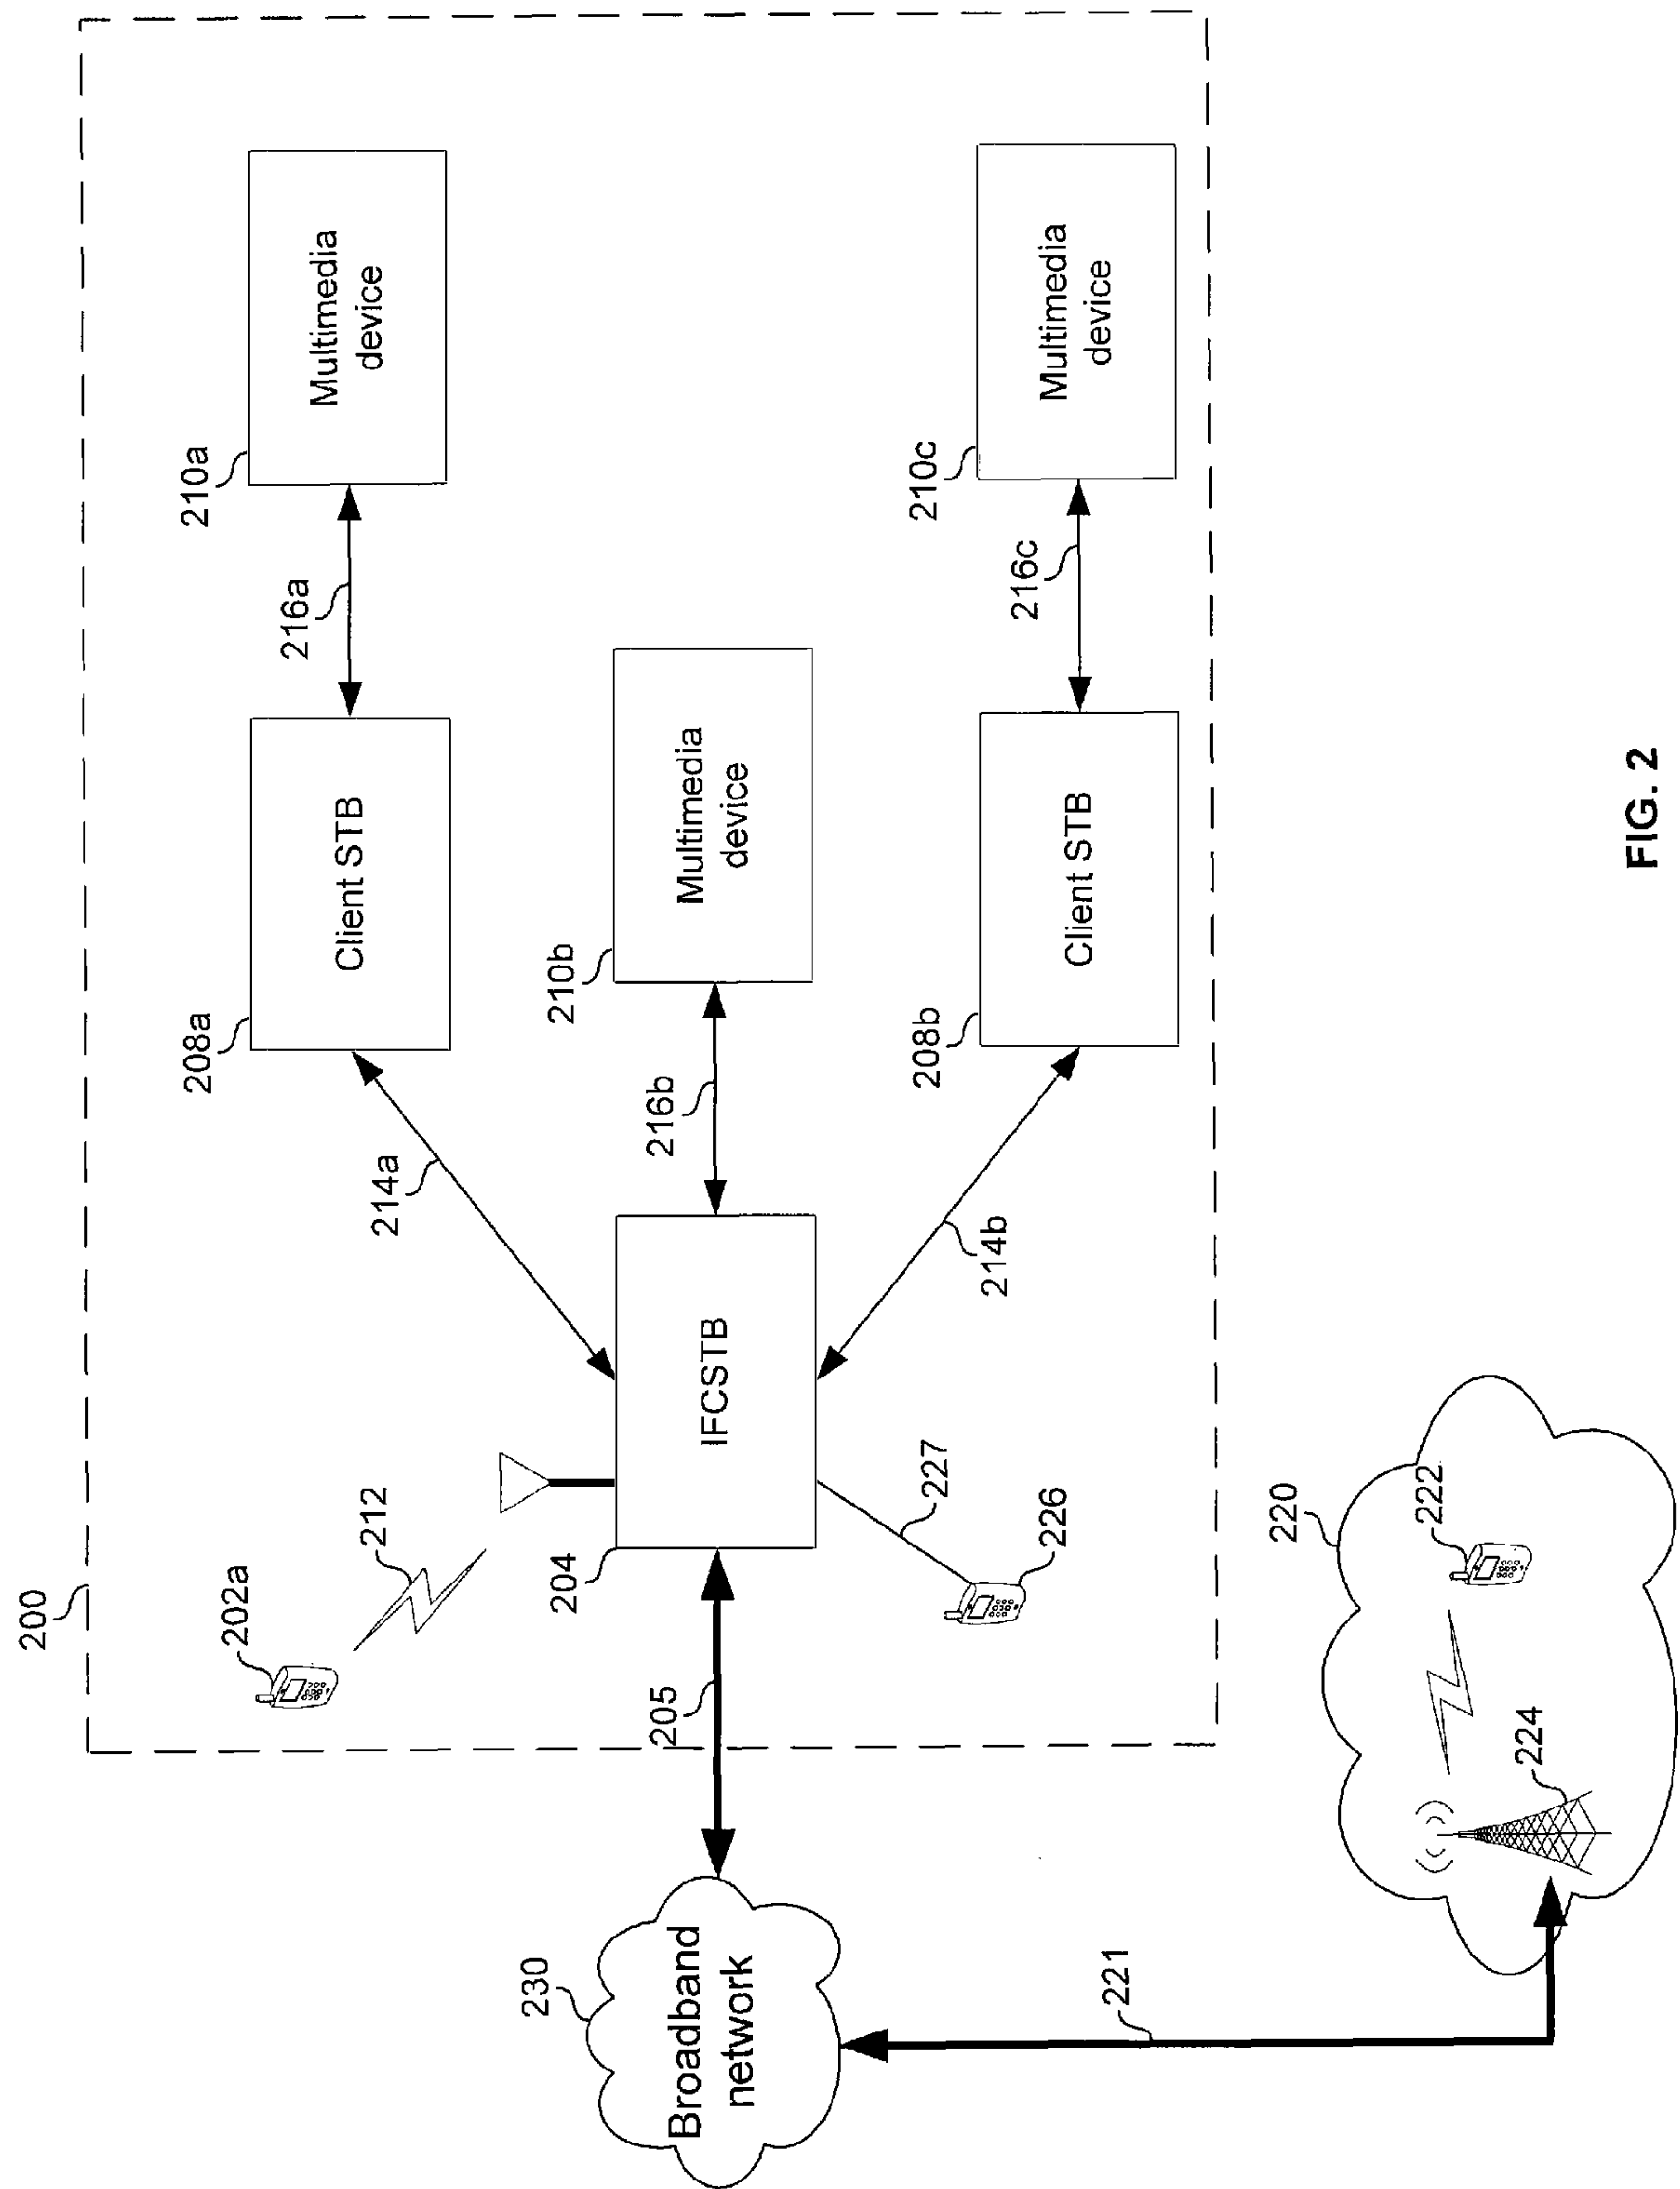 200
202a
212
214a
208a
216a
210a
Client STB
Multimedia
device
230
Broadband
network
205
204
IFCSTB
216b
210b
Multimedia
device
227
226
214b
208b
Client STB
216c
210c
Multimedia
device
221
220
222
224
FIG. 2